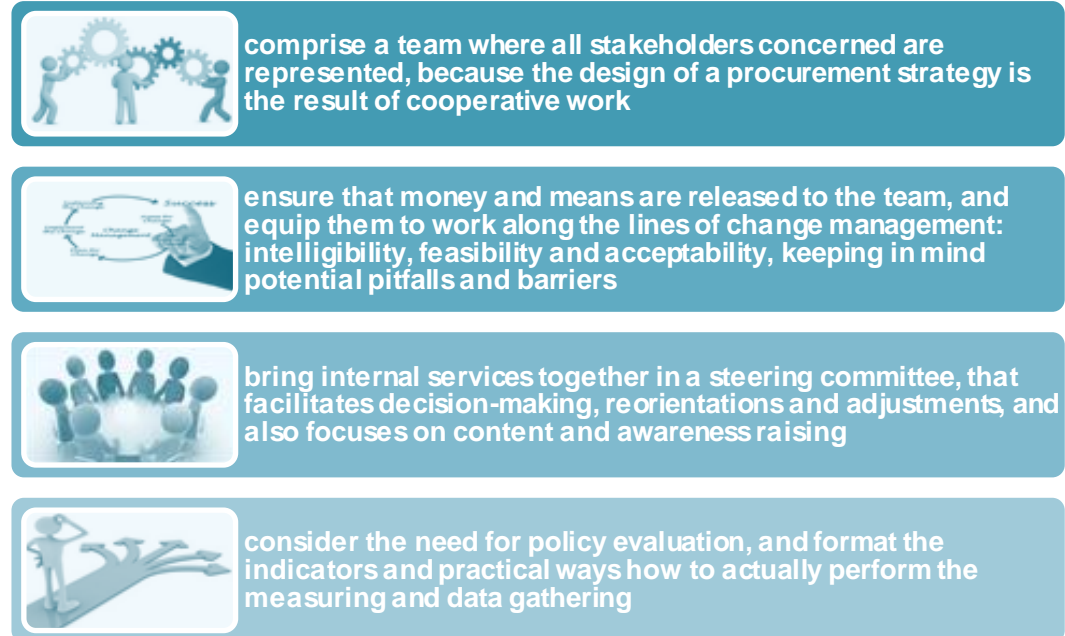 comprise a team where all stakeholders concerned are
represented, because the design of a procurement strategy is
the result of cooperative work
Success
Change
Management
ensure that money and means are released to the team, and
equip them to work along the lines of change management:
intelligibility, feasibility and acceptability, keeping in mind
potential pitfalls and barriers
bring internal services together in a steering committee, that
facilitates decision-making, reorientations and adjustments, and
also focuses on content and awareness raising
consider the need for policy evaluation, and format the
indicators and practical ways how to actually perform the
measuring and data gathering